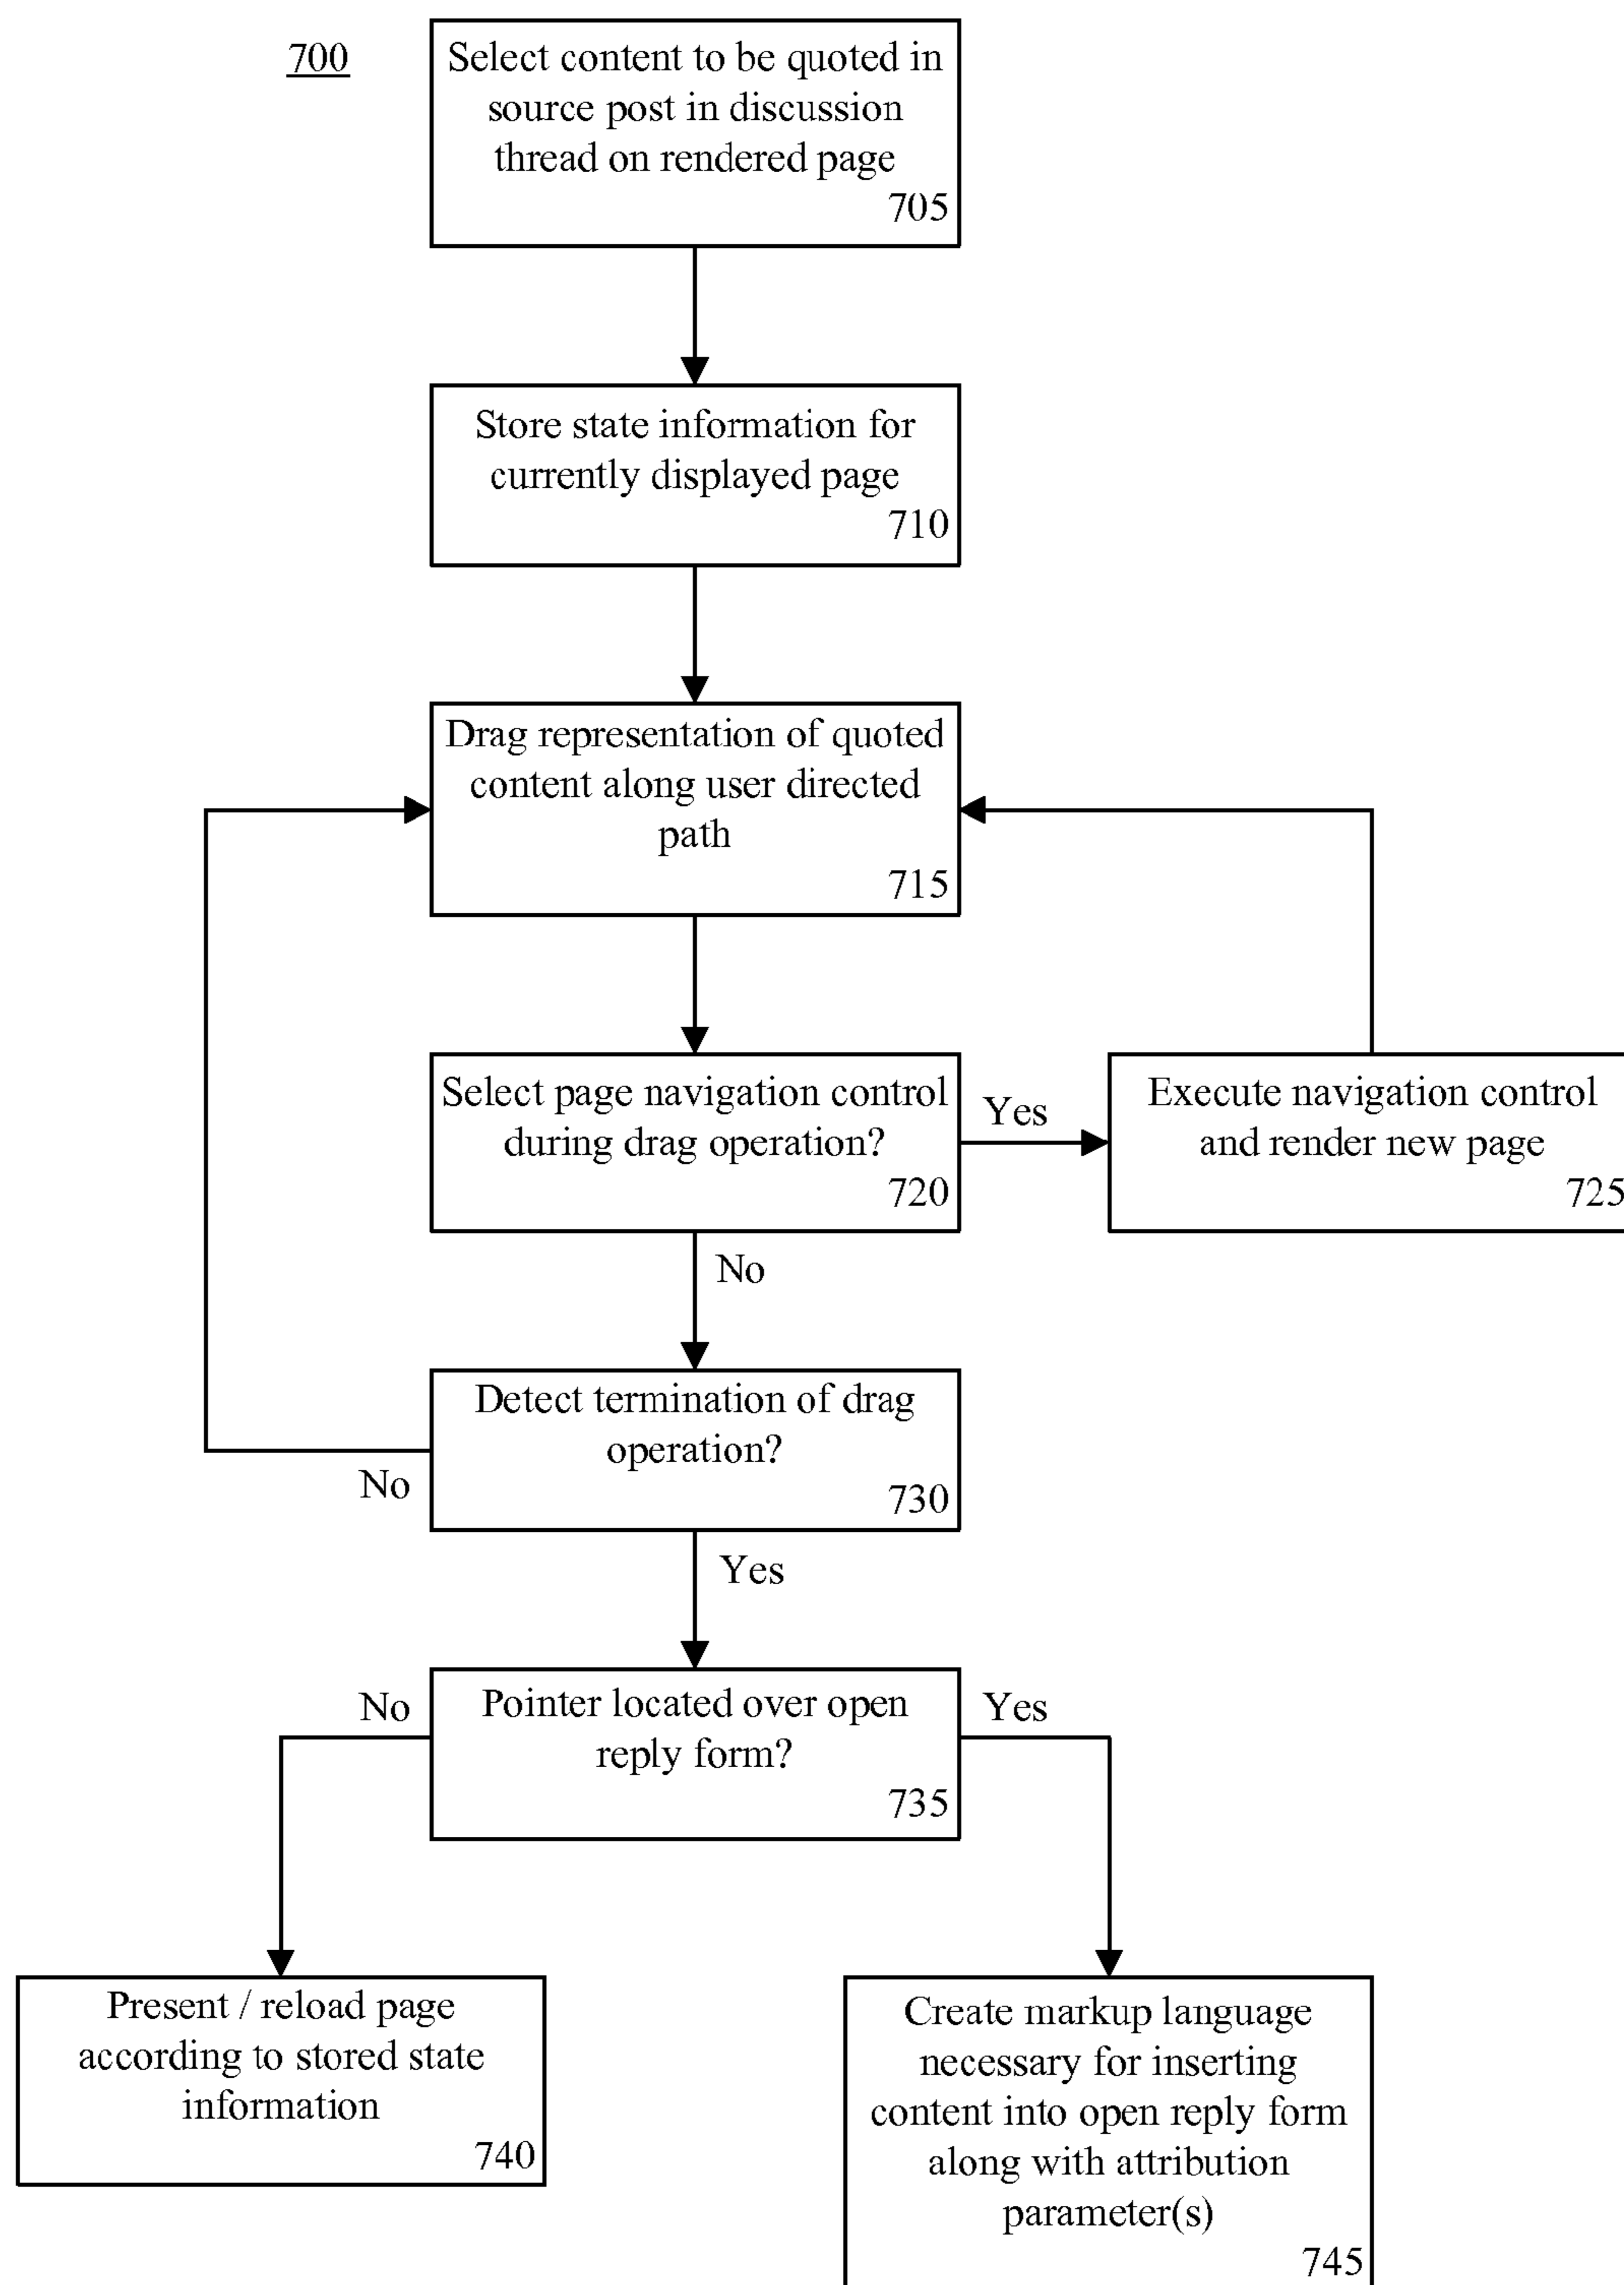 700
Select content to be quoted in
source post in discussion
thread on rendered page
705
Store state information for
currently displayed page
710
Drag representation of quoted
content along user directed
path
715
Select page navigation control
during drag operation?
720
Yes
Execute navigation control
and render new page
725
No
Detect termination of drag
operation?
730
No
Yes
Pointer located over open
reply form?
735
No
Yes
Present / reload page
according to stored state
information
740
Create markup language
necessary for inserting
content into open reply form
along with attribution
parameter(s)
745